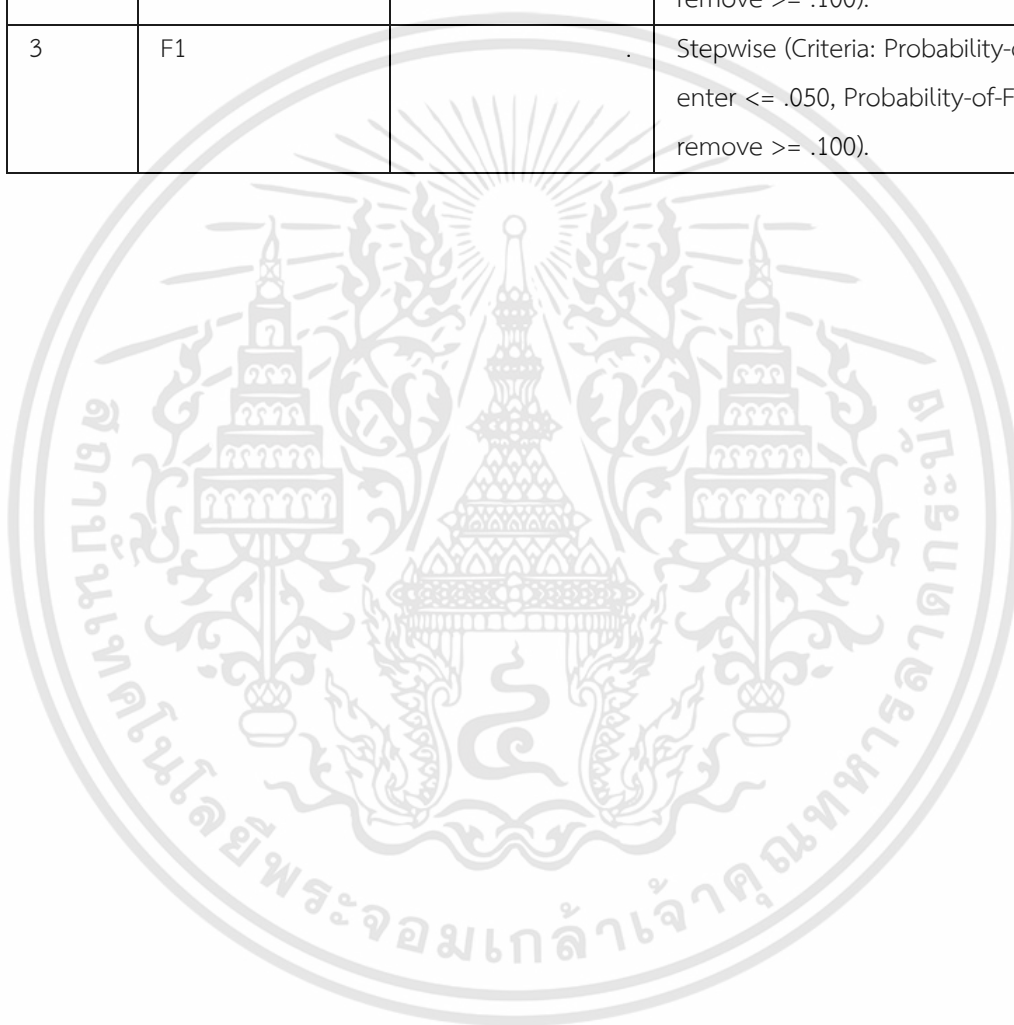 remove >= .100).
3 F1 . Stepwise (Criteria: Probability-
enter <= .050, Probability-of-F
remove >= .100).
สถาบันเทคโนโลยีพระจอมเกล้าเจ้าคุณทหารลาดกระบัง